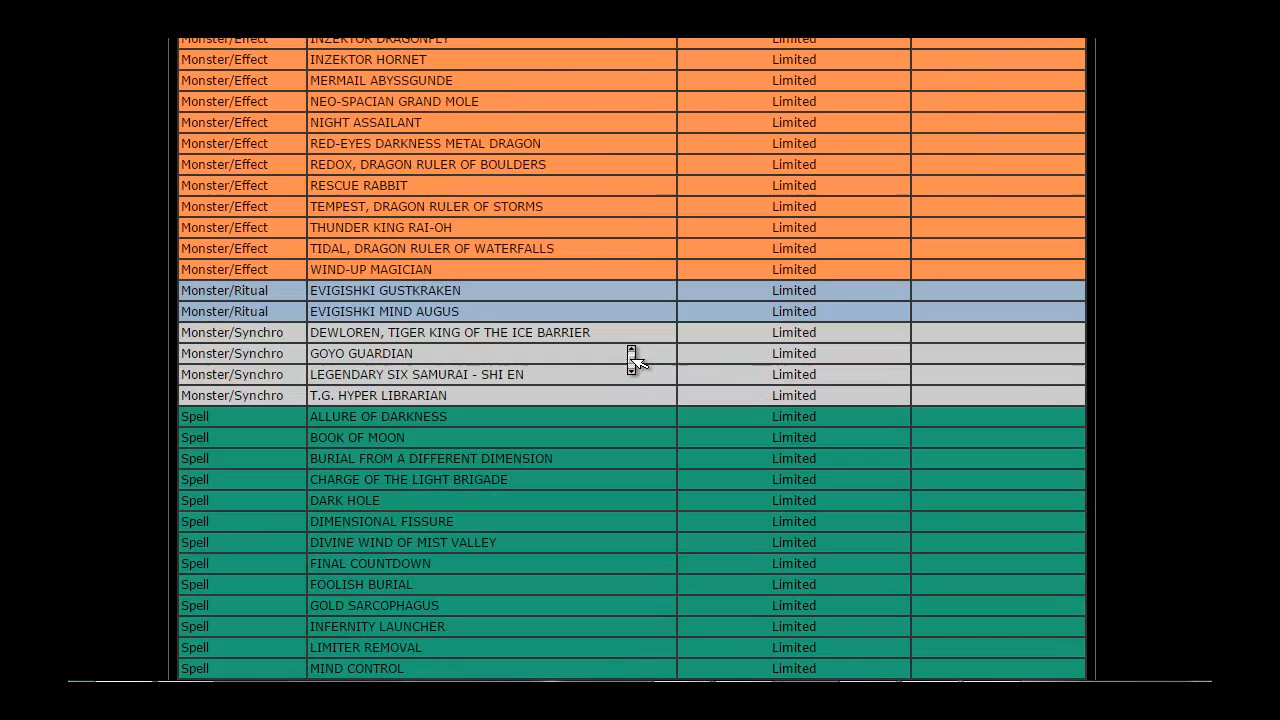 Monster/Effect INZEKTOR DRAGONFLY Limited
Monster/Effect INZEKTOR HORNET Limited
Monster/Effect MERMAIL ABYSSGUNDE Limited
Monster/Effect NEO-SPACIAN GRAND MOLE Limited
Monster/Effect NIGHT ASSAILANT Limited
Monster/Effect RED-EYES DARKNESS METAL DRAGON Limited
Monster/Effect REDOX, DRAGON RULER OF BOULDERS Limited
Monster/Effect RESCUE RABBIT Limited
Monster/Effect TEMPEST, DRAGON RULER OF STORMS Limited
Monster/Effect THUNDER KING RAI-OH Limited
Monster/Effect TIDAL, DRAGON RULER OF WATERFALLS Limited
Monster/Effect WIND-UP MAGICIAN Limited
Monster/Ritual EVIGISHKI GUSTKRAKEN Limited
Monster/Ritual EVIGISHKI MIND AUGUS Limited
Monster/Synchro DEWLOREN, TIGER KING OF THE ICE BARRIER Limited
Monster/Synchro GOYO GUARDIAN Limited
Monster/Synchro LEGENDARY SIX SAMURAI - SHI EN Limited
Monster/Synchro T.G. HYPER LIBRARIAN Limited
Spell ALLURE OF DARKNESS Limited
Spell BOOK OF MOON Limited
Spell BURIAL FROM A DIFFERENT DIMENSION Limited
Spell CHARGE OF THE LIGHT BRIGADE Limited
Spell DARK HOLE Limited
Spell DIMENSIONAL FISSURE Limited
Spell DIVINE WIND OF MIST VALLEY Limited
Spell FINAL COUNTDOWN Limited
Spell FOOLISH BURIAL Limited
Spell GOLD SARCOPHAGUS Limited
Spell INFERNITY LAUNCHER Limited
Spell LIMITER REMOVAL Limited
Spell MIND CONTROL Limited